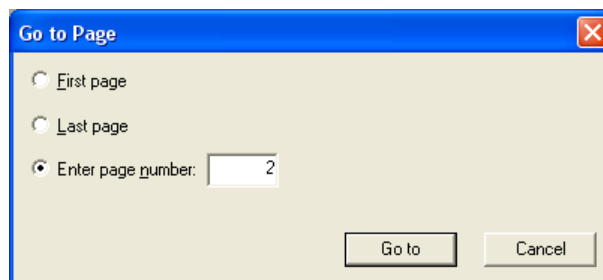 Go to Page
First page
Last page
Enter page number: 2
Go to Cancel